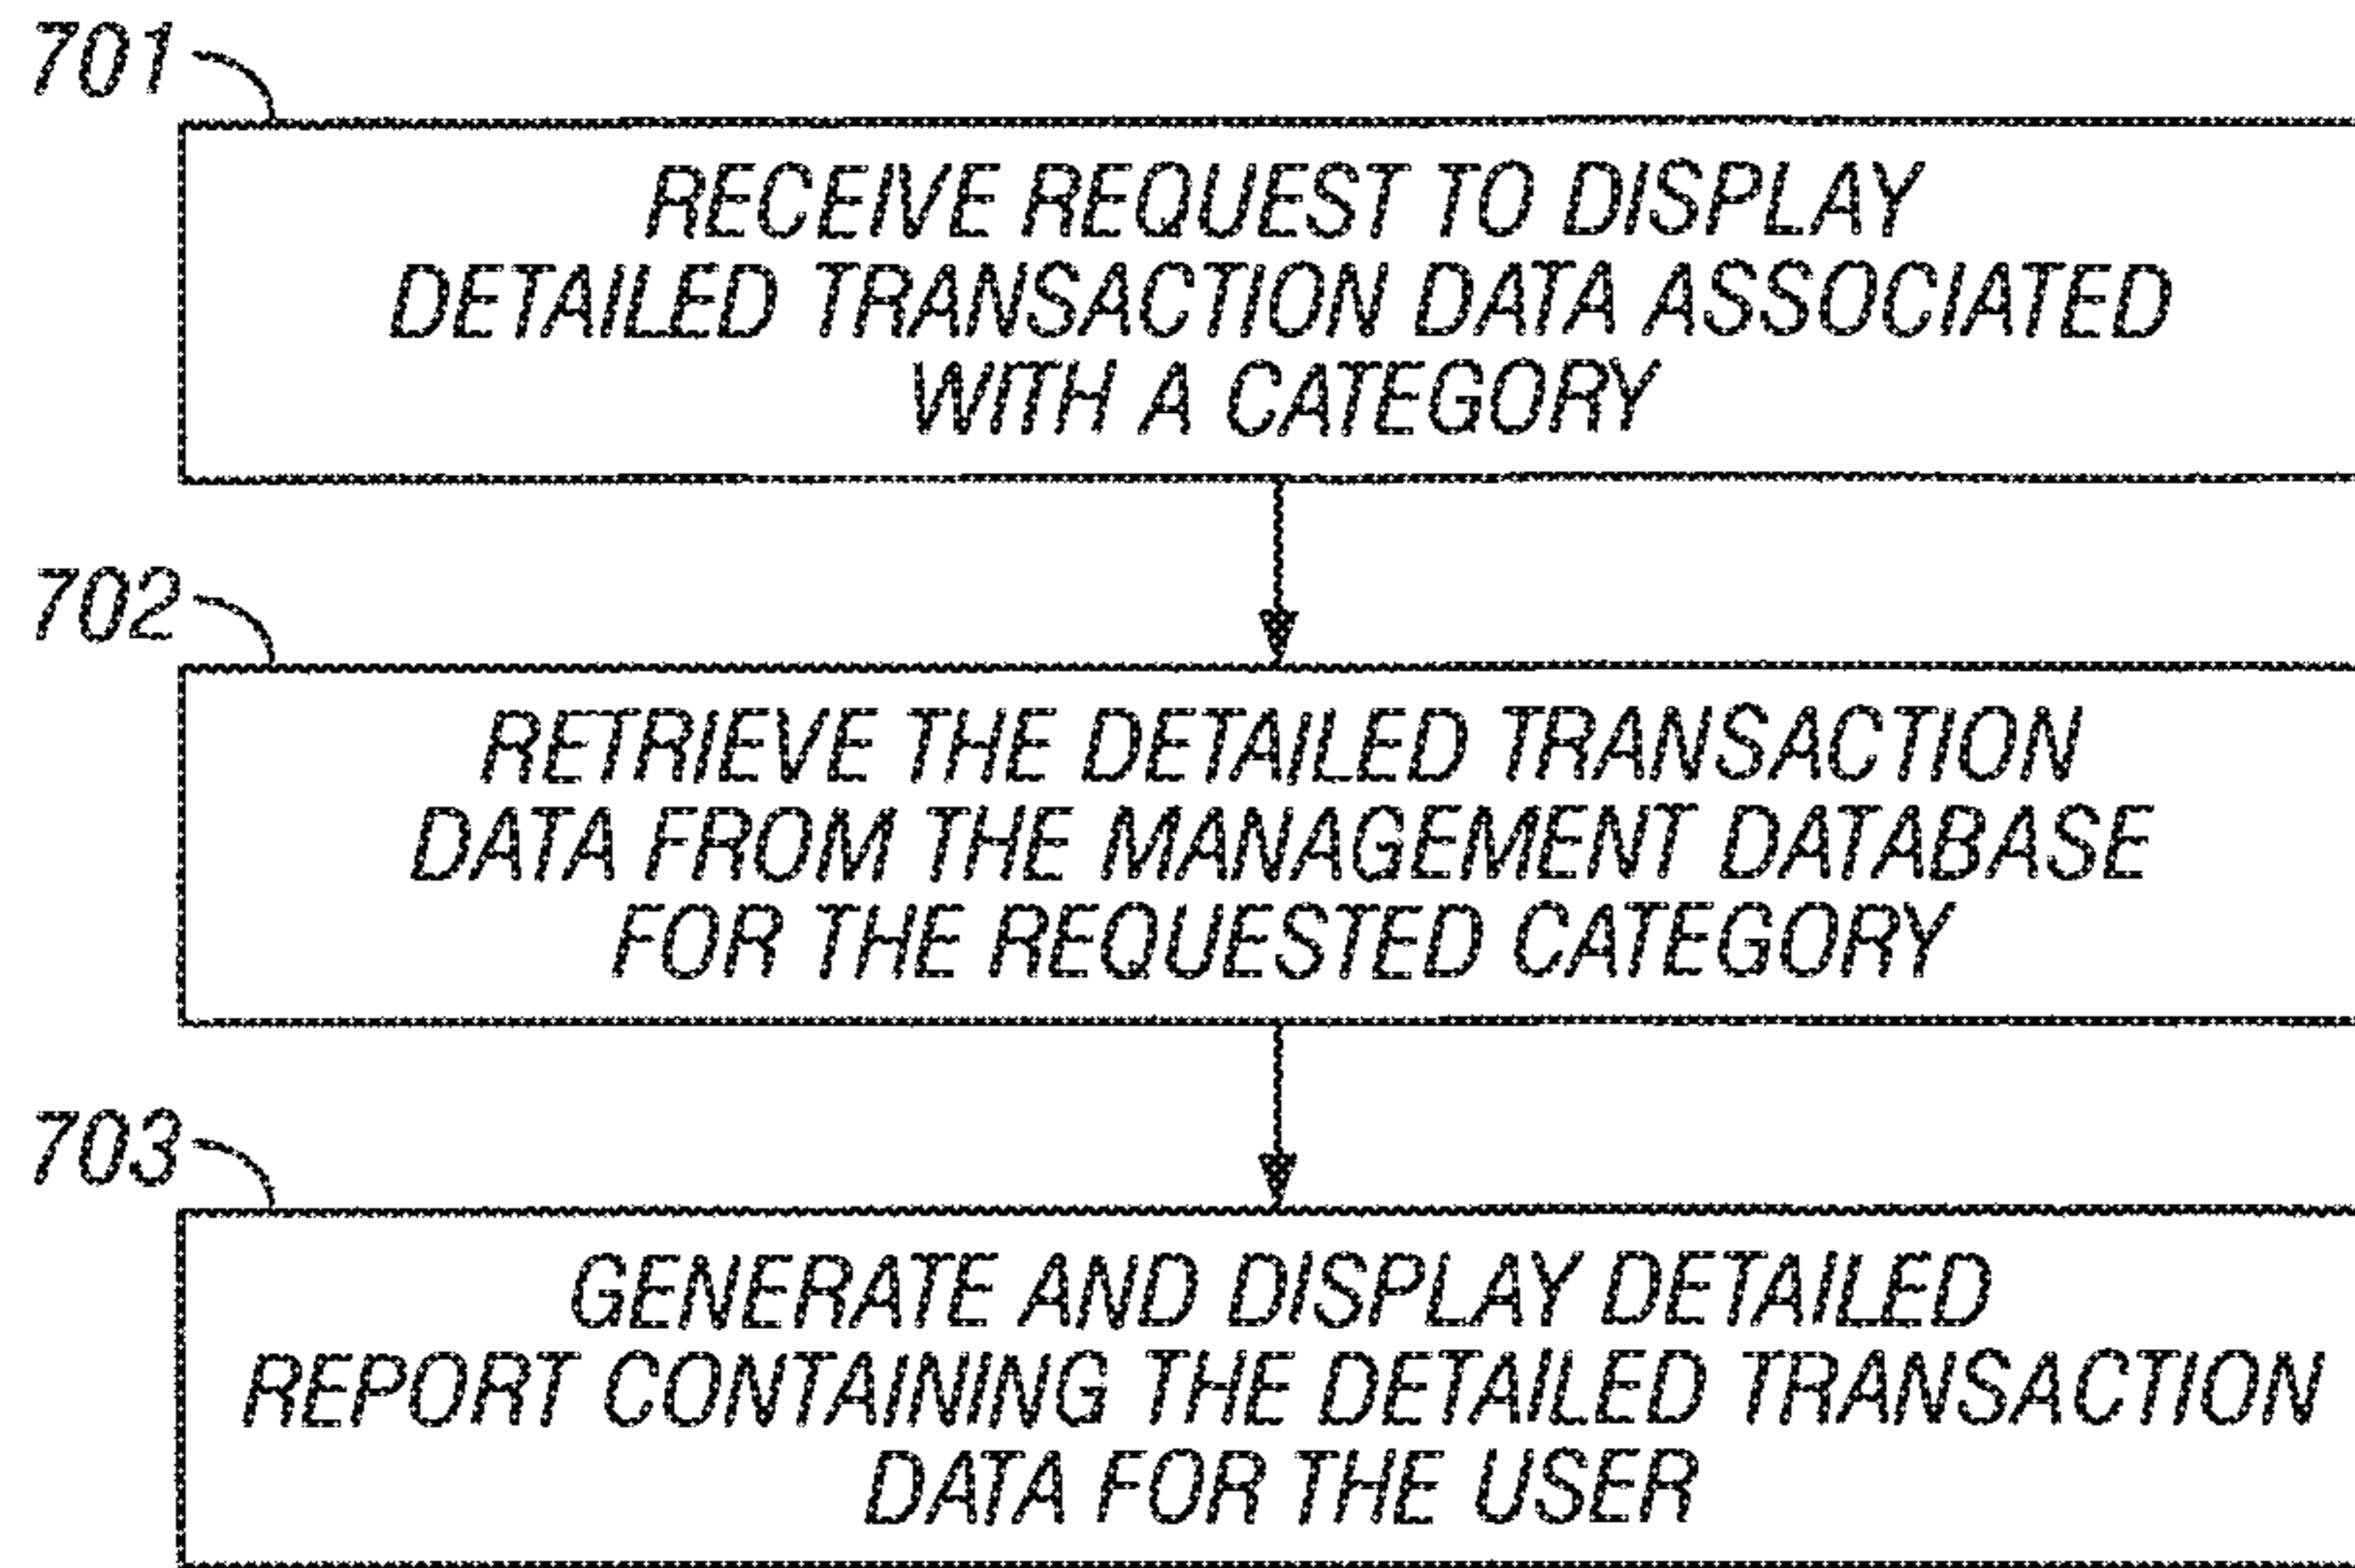 701
RECEIVE REQUEST TO DISPLAY
DETAILED TRANSACTION DATA ASSOCIATED
WITH A CATEGORY
702
RETRIEVE THE DETAILED TRANSACTION
DATA FROM THE MANAGEMENT DATABASE
FOR THE REQUESTED CATEGORY
703
GENERATE AND DISPLAY DETAILED
REPORT CONTAINING THE DETAILED TRANSACTION
DATA FOR THE USER